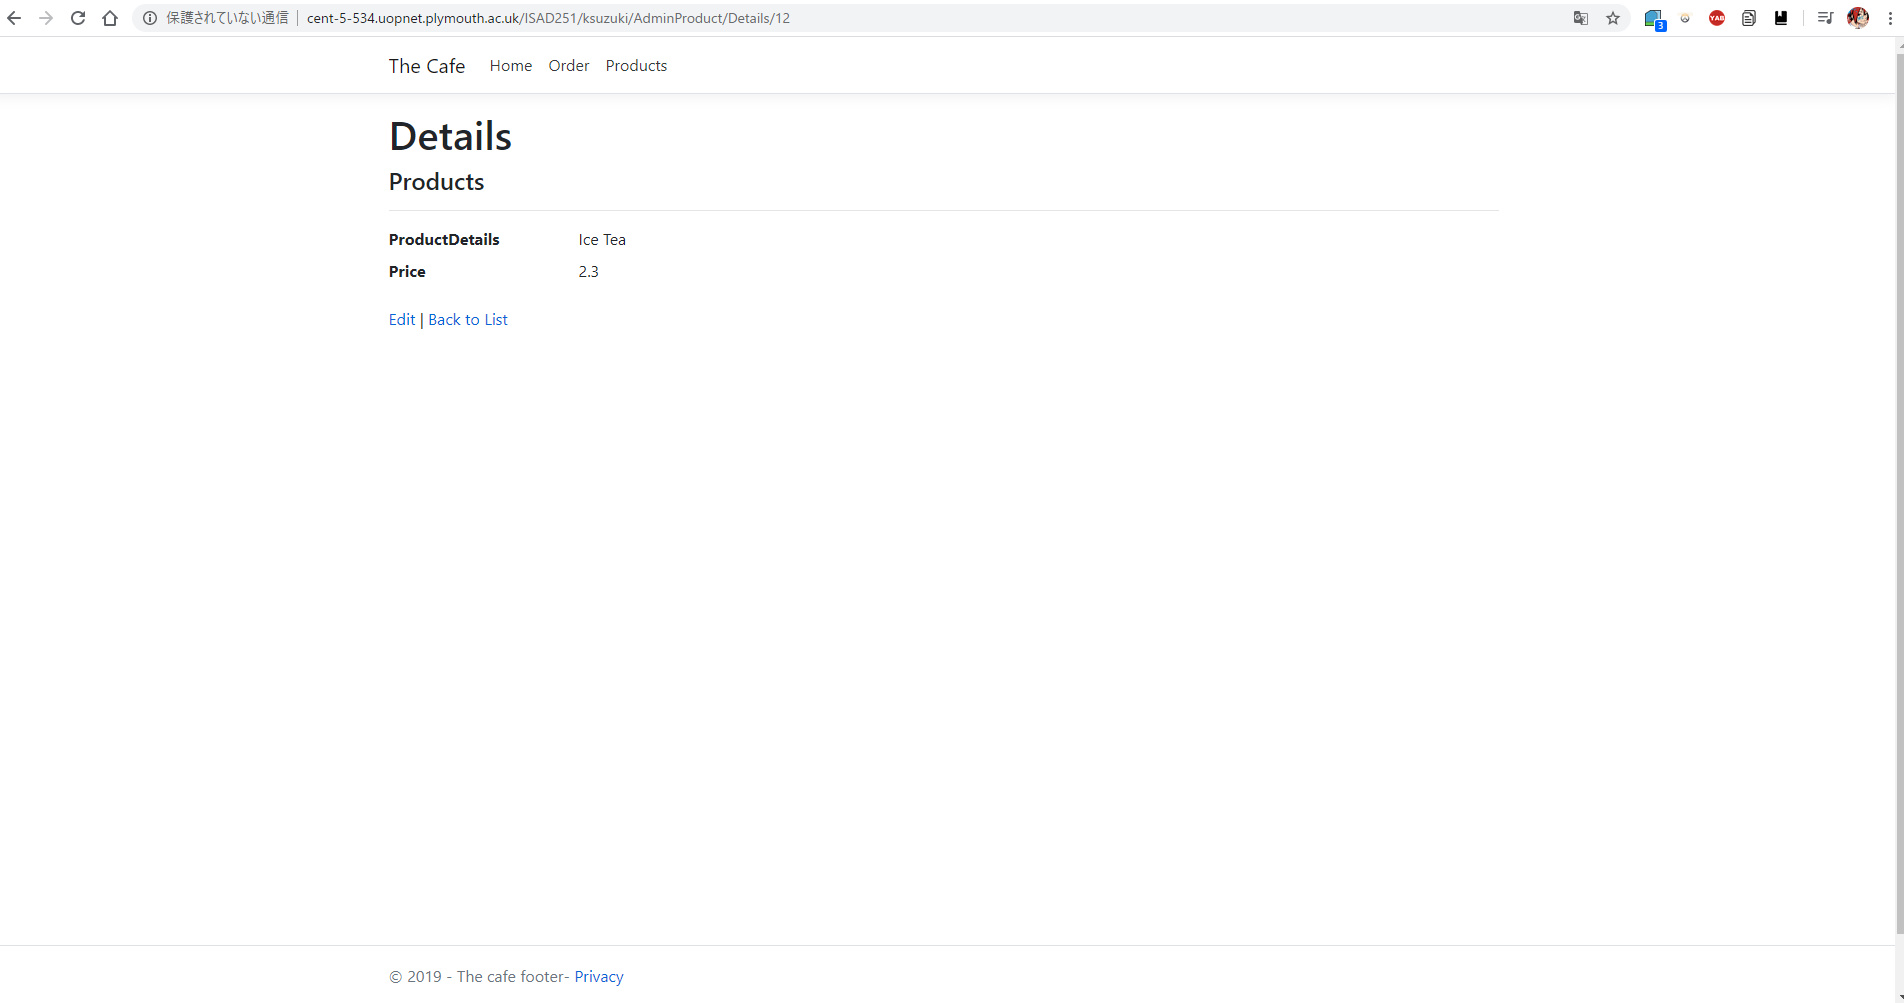 保護されていない通信 | cent-5-534.uopnet.plymouth.ac.uk/ISAD251/ksuzuki/AdminProduct/Details/12
3
YAB
The Cafe Home Order Products
Details
Products
ProductDetails Ice Tea
Price 2.3
Edit | Back to List
© 2019 - The cafe footer- Privacy